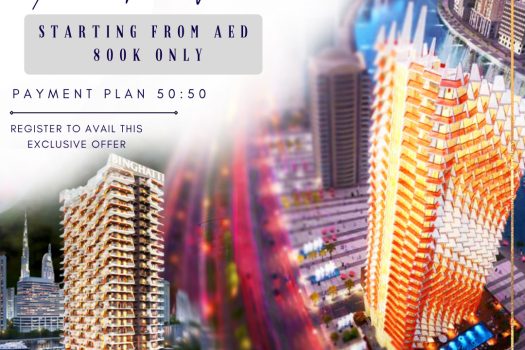 STARTING FROM AED
800K ONLY
PAYMENT PLAN 50:50
REGISTER TO AVAIL THIS
EXCLUSIVE OFFER
BINGHATTI